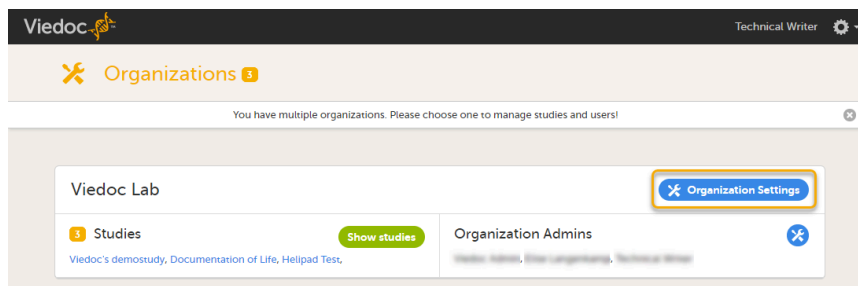 Viedoc
Technical Writer
Organizations 3
You have multiple organizations. Please choose one to manage studies and users!
Viedoc Lab
Organization Settings
3 Studies
Show studies
Viedoc's demostudy, Documentation of Life, Helipad Test,
Organization Admins